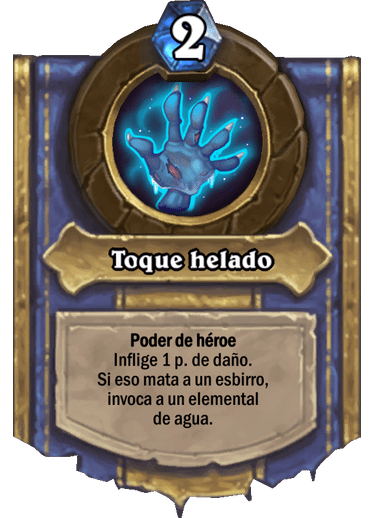 2
Toque helado
Poder de héroe
Inflige 1 p. de daño.
Si eso mata a un esbirro,
invoca a un elemental
de agua.